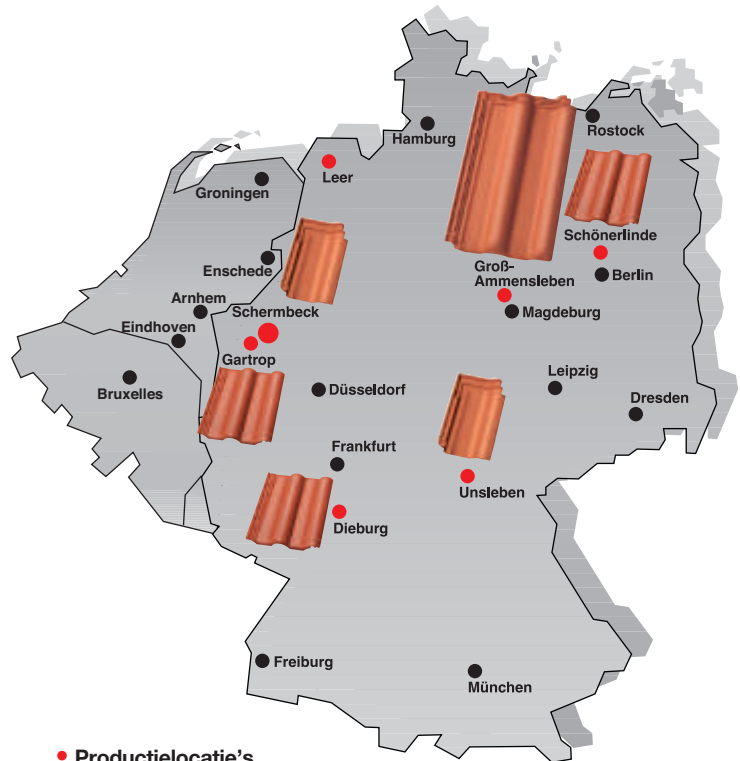 Hamburg
Rostock
Leer
Groningen
Schönerlinde
Enschede
Groß-
Ammensleben
Berlin
Arnhem
Schermbeck
Magdeburg
Eindhoven
Gartrop
Bruxelles
Düsseldorf
Leipzig
Dresden
Frankfurt
Unsleben
Dieburg
Freiburg
München
Productielocatie's